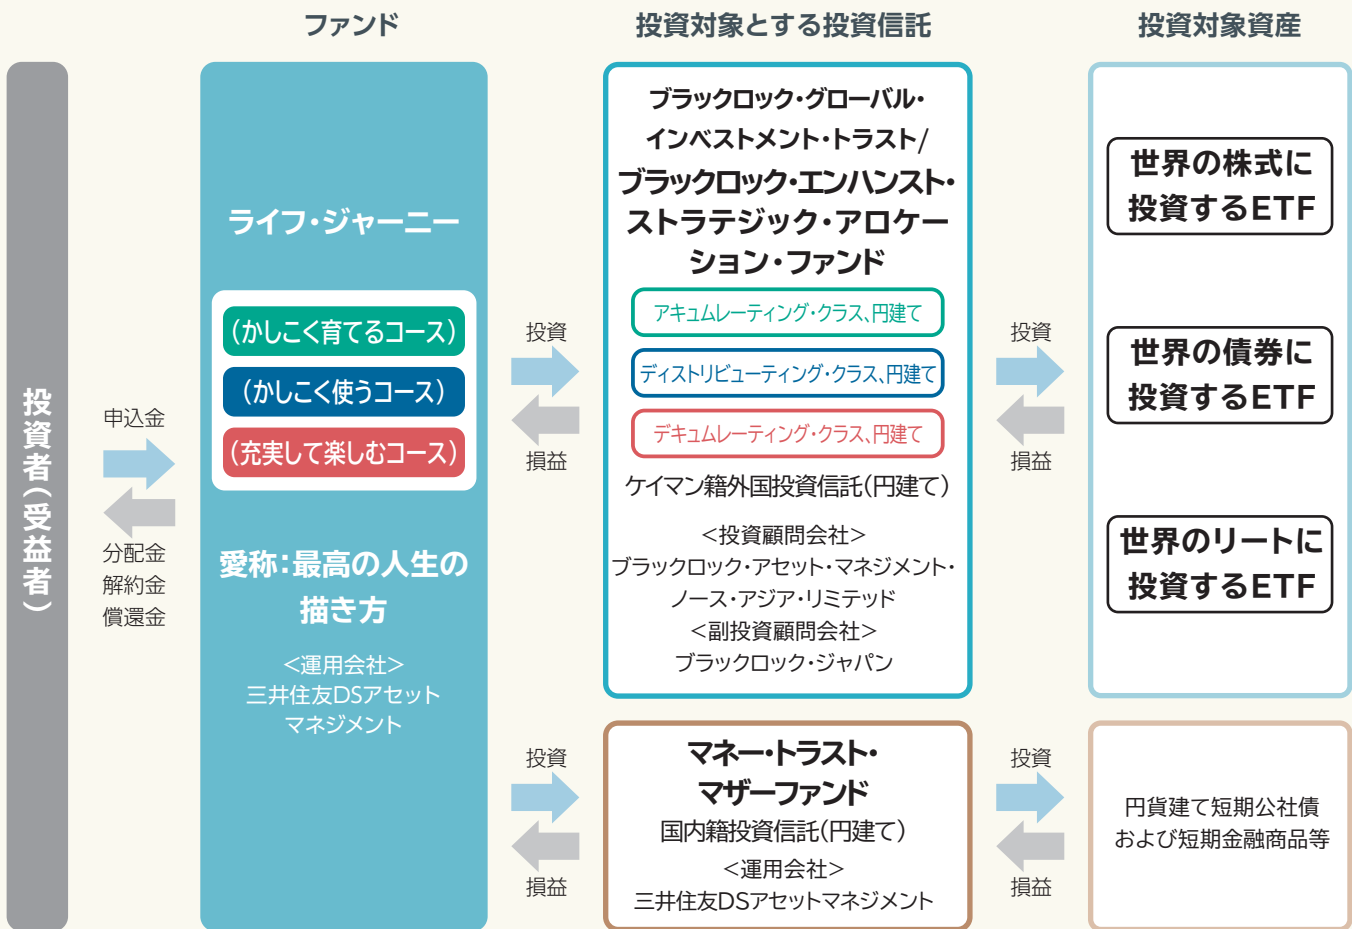 ファンド
投資対象とする投資信託
投資対象資産
投資者(受益者)
申込金
分配金
解約金
償還金
ライフ・ジャーニー
(かしこく育てるコース)
(かしこく使うコース)
(充実して楽しむコース)
愛称:最高の人生の
描き方
<運用会社>
三井住友DSアセット
マネジメント
投資
損益
ブラックロック・グローバル・
インベストメント・トラスト/
ブラックロック・エンハンスト・
ストラテジック・アロケー
ション・ファンド
アキュムレーティング・クラス、円建て
ディストリビューティング・クラス、円建て
デキュムレーティング・クラス、円建て
ケイマン籍外国投資信託(円建て)
<投資顧問会社>
ブラックロック・アセット・マネジメント・
ノース・アジア・リミテッド
<副投資顧問会社>
ブラックロック・ジャパン
投資
損益
世界の株式に
投資するETF
世界の債券に
投資するETF
世界のリートに
投資するETF
投資
損益
マネー・トラスト・
マザーファンド
国内籍投資信託(円建て)
<運用会社>
三井住友DSアセットマネジメント
投資
損益
円貨建て短期公社債
および短期金融商品等